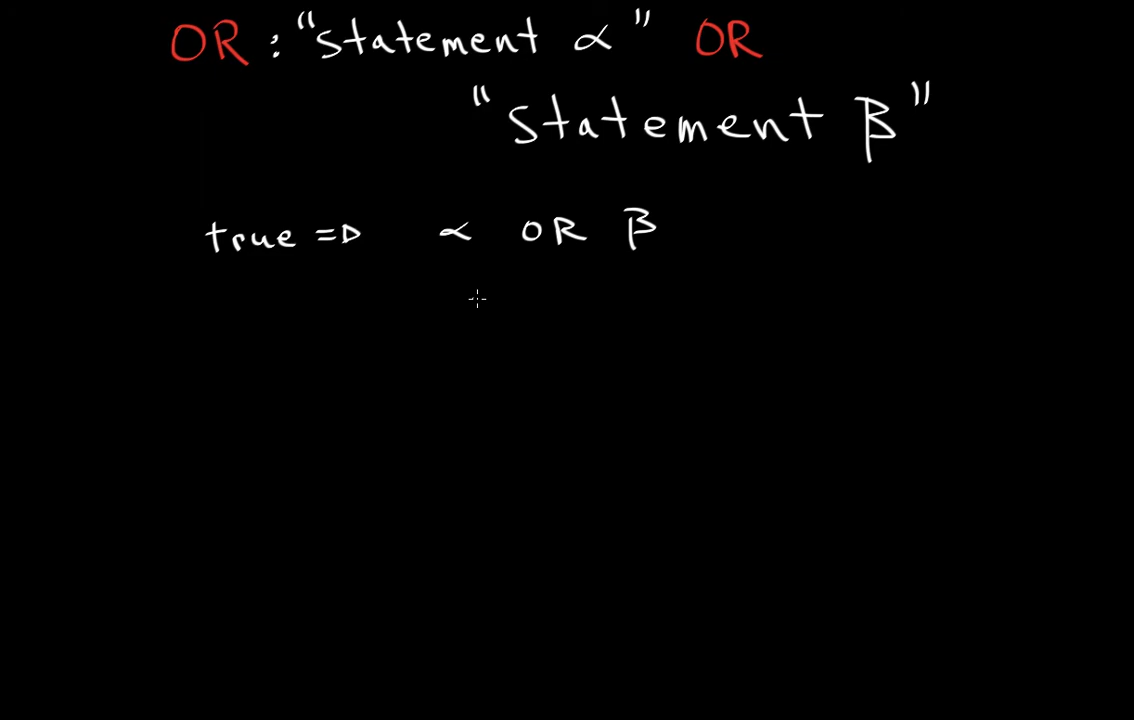 OR : "statement α" OR
"statement β"
true => α OR β